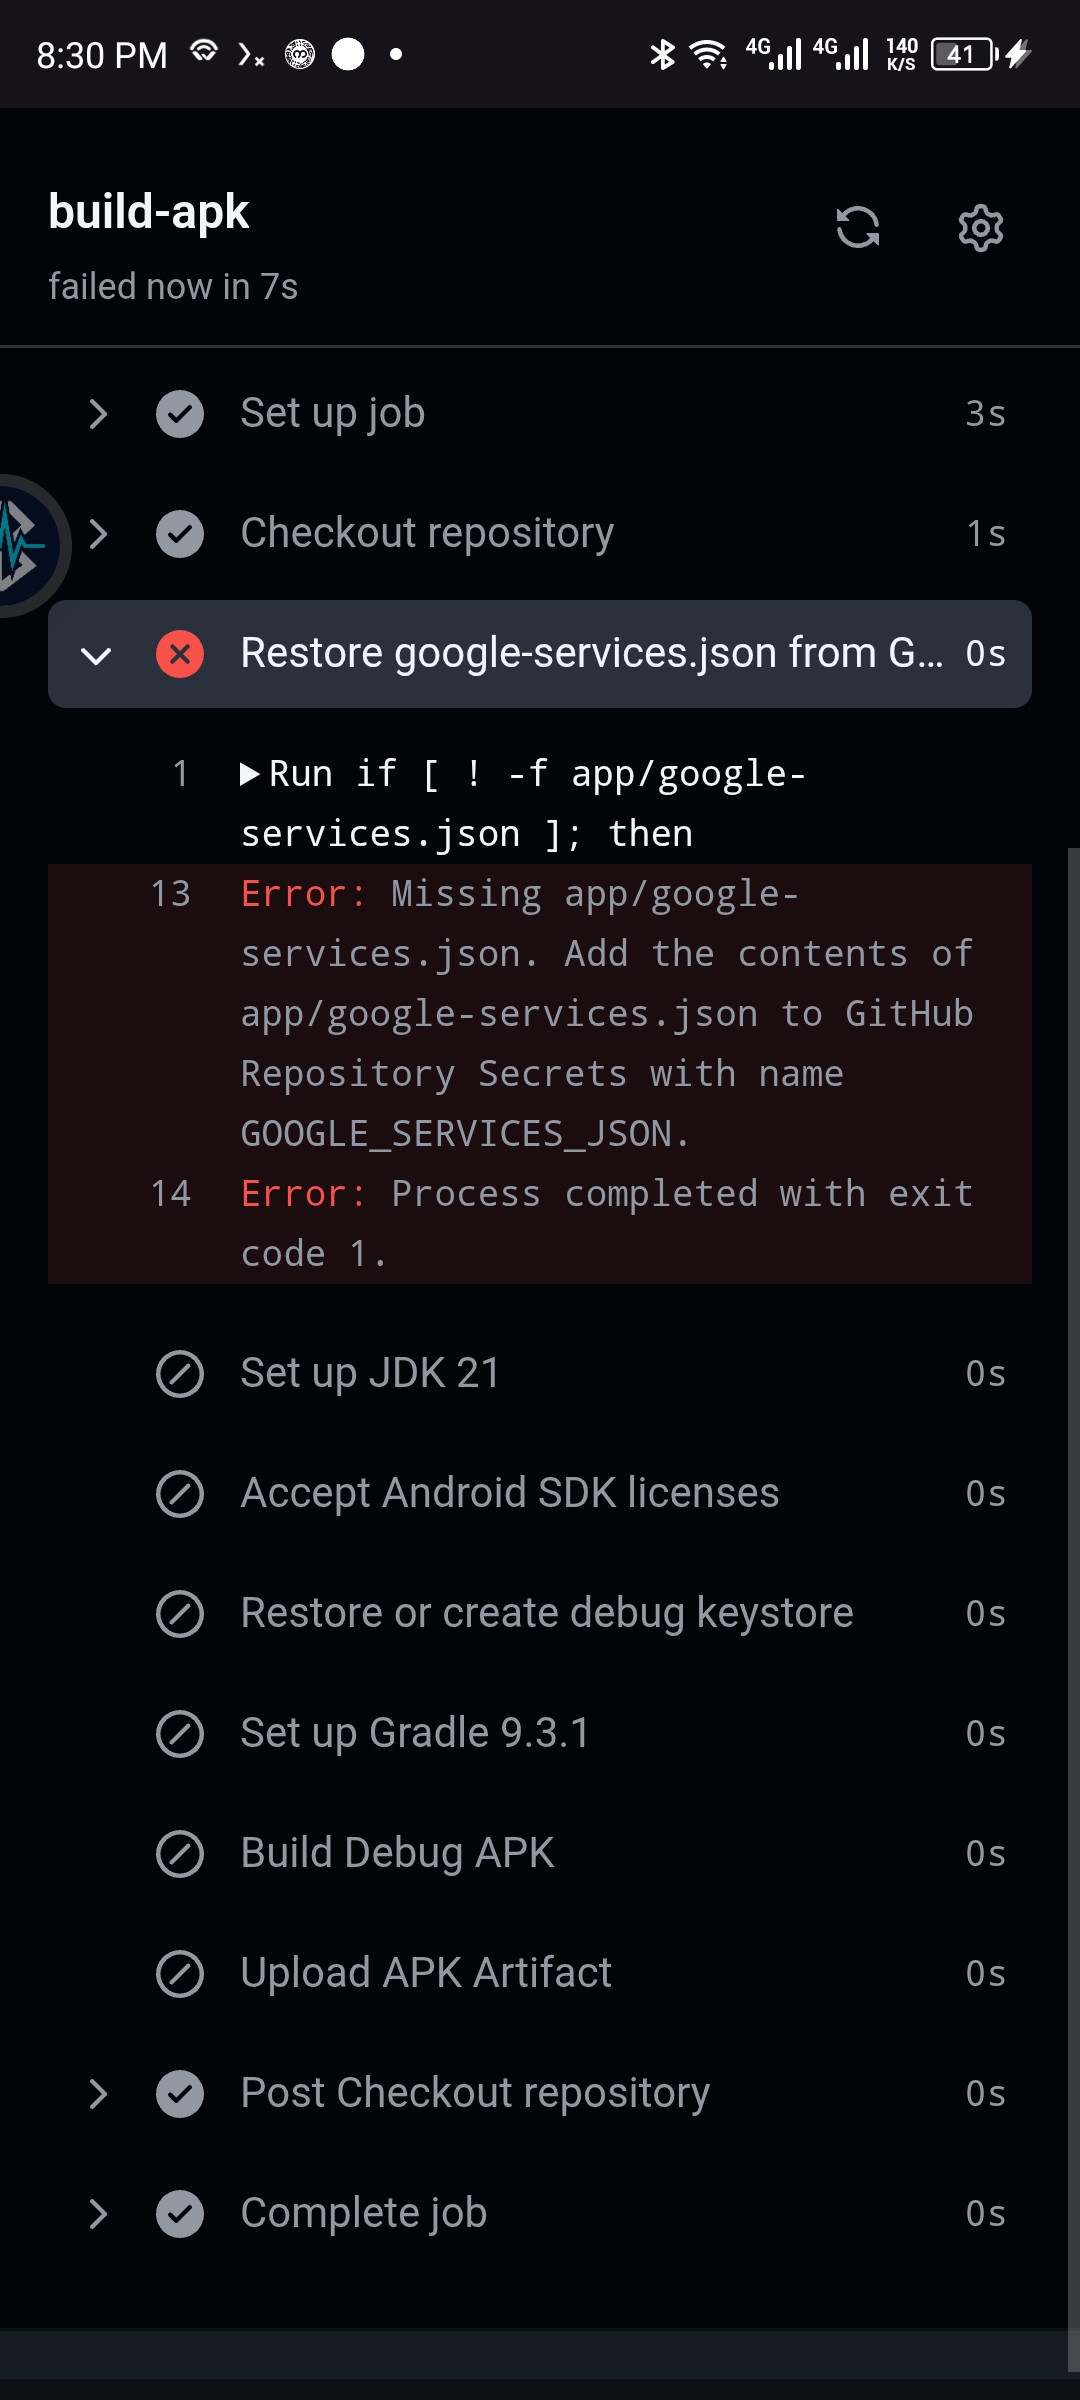 8:30 PM
4G 4G 140 K/S 41
build-apk
failed now in 7s
Set up job 3s
Checkout repository 1s
Restore google-services.json from G... 0s
1 Run if [ ! -f app/google-
services.json ]; then
13 Error: Missing app/google-
services.json. Add the contents of
app/google-services.json to GitHub
Repository Secrets with name
GOOGLE_SERVICES_JSON.
14 Error: Process completed with exit
code 1.
Set up JDK 21 0s
Accept Android SDK licenses 0s
Restore or create debug keystore 0s
Set up Gradle 9.3.1 0s
Build Debug APK 0s
Upload APK Artifact 0s
Post Checkout repository 0s
Complete job 0s